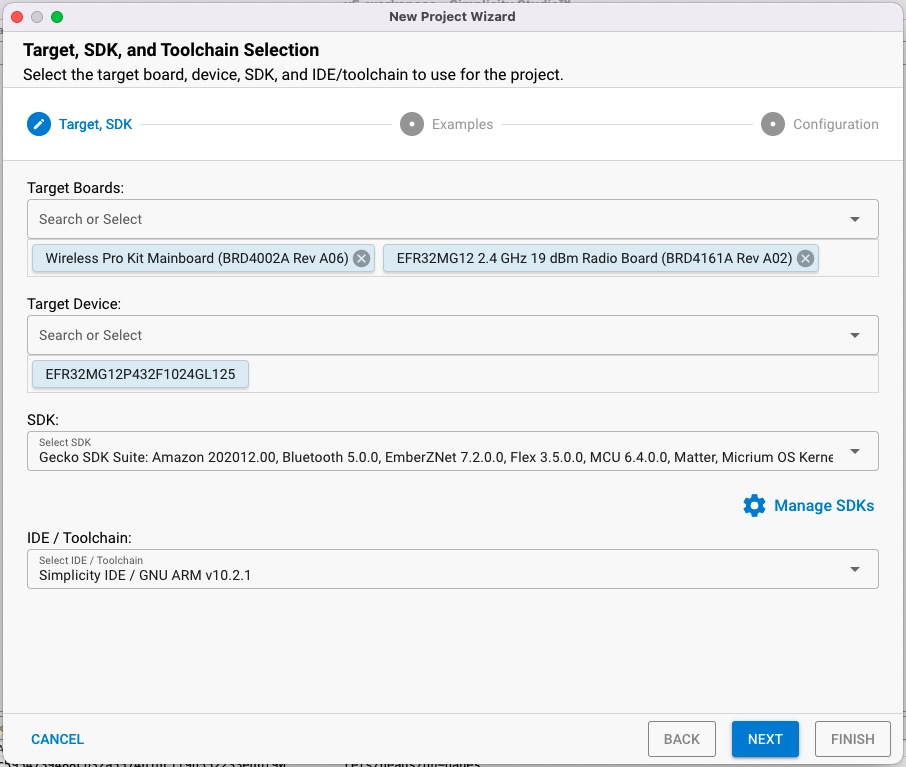 New Project Wizard
Target, SDK, and Toolchain Selection
Select the target board, device, SDK, and IDE/toolchain to use for the project.
Target, SDK
Examples
Configuration
Target Boards:
Search or Select
Wireless Pro Kit Mainboard (BRD4002A Rev A06)
EFR32MG12 2.4 GHz 19 dBm Radio Board (BRD4161A Rev A02)
Target Device:
Search or Select
EFR32MG12P432F1024GL125
SDK:
Select SDK
Gecko SDK Suite: Amazon 202012.00, Bluetooth 5.0.0, EmberZNet 7.2.0.0, Flex 3.5.0.0, MCU 6.4.0.0, Matter, Micrium OS Kerne
Manage SDKs
IDE / Toolchain:
Select IDE / Toolchain
Simplicity IDE / GNU ARM v10.2.1
CANCEL
BACK
NEXT
FINISH